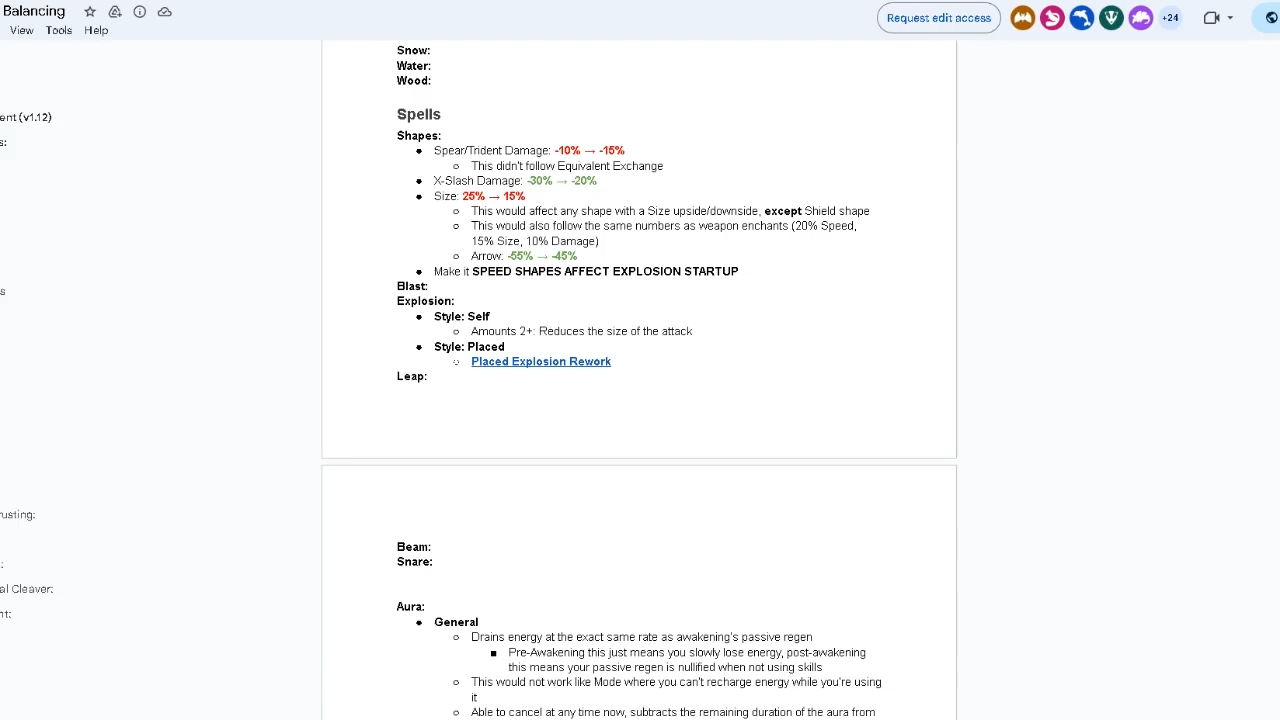 Balancing
Request edit access
+24
View Tools Help
ent (v1.12)
s:
s
rusting:
:
al Cleaver:
nt:
Snow:
Water:
Wood:
Spells
Shapes:
Spear/Trident Damage: -10% → -15%
This didn't follow Equivalent Exchange
X-Slash Damage: -30% → -20%
Size: 25% → 15%
This would affect any shape with a Size upside/downside, except Shield shape
This would also follow the same numbers as weapon enchants (20% Speed,
15% Size, 10% Damage)
Arrow: -55% → -45%
Make it SPEED SHAPES AFFECT EXPLOSION STARTUP
Blast:
Explosion:
Style: Self
Amounts 2+: Reduces the size of the attack
Style: Placed
Placed Explosion Rework
Leap:
Beam:
Snare:
Aura:
General
Drains energy at the exact same rate as awakening's passive regen
Pre-Awakening this just means you slowly lose energy, post-awakening
this means your passive regen is nullified when not using skills
This would not work like Mode where you can't recharge energy while you're using
it
Able to cancel at any time now, subtracts the remaining duration of the aura from